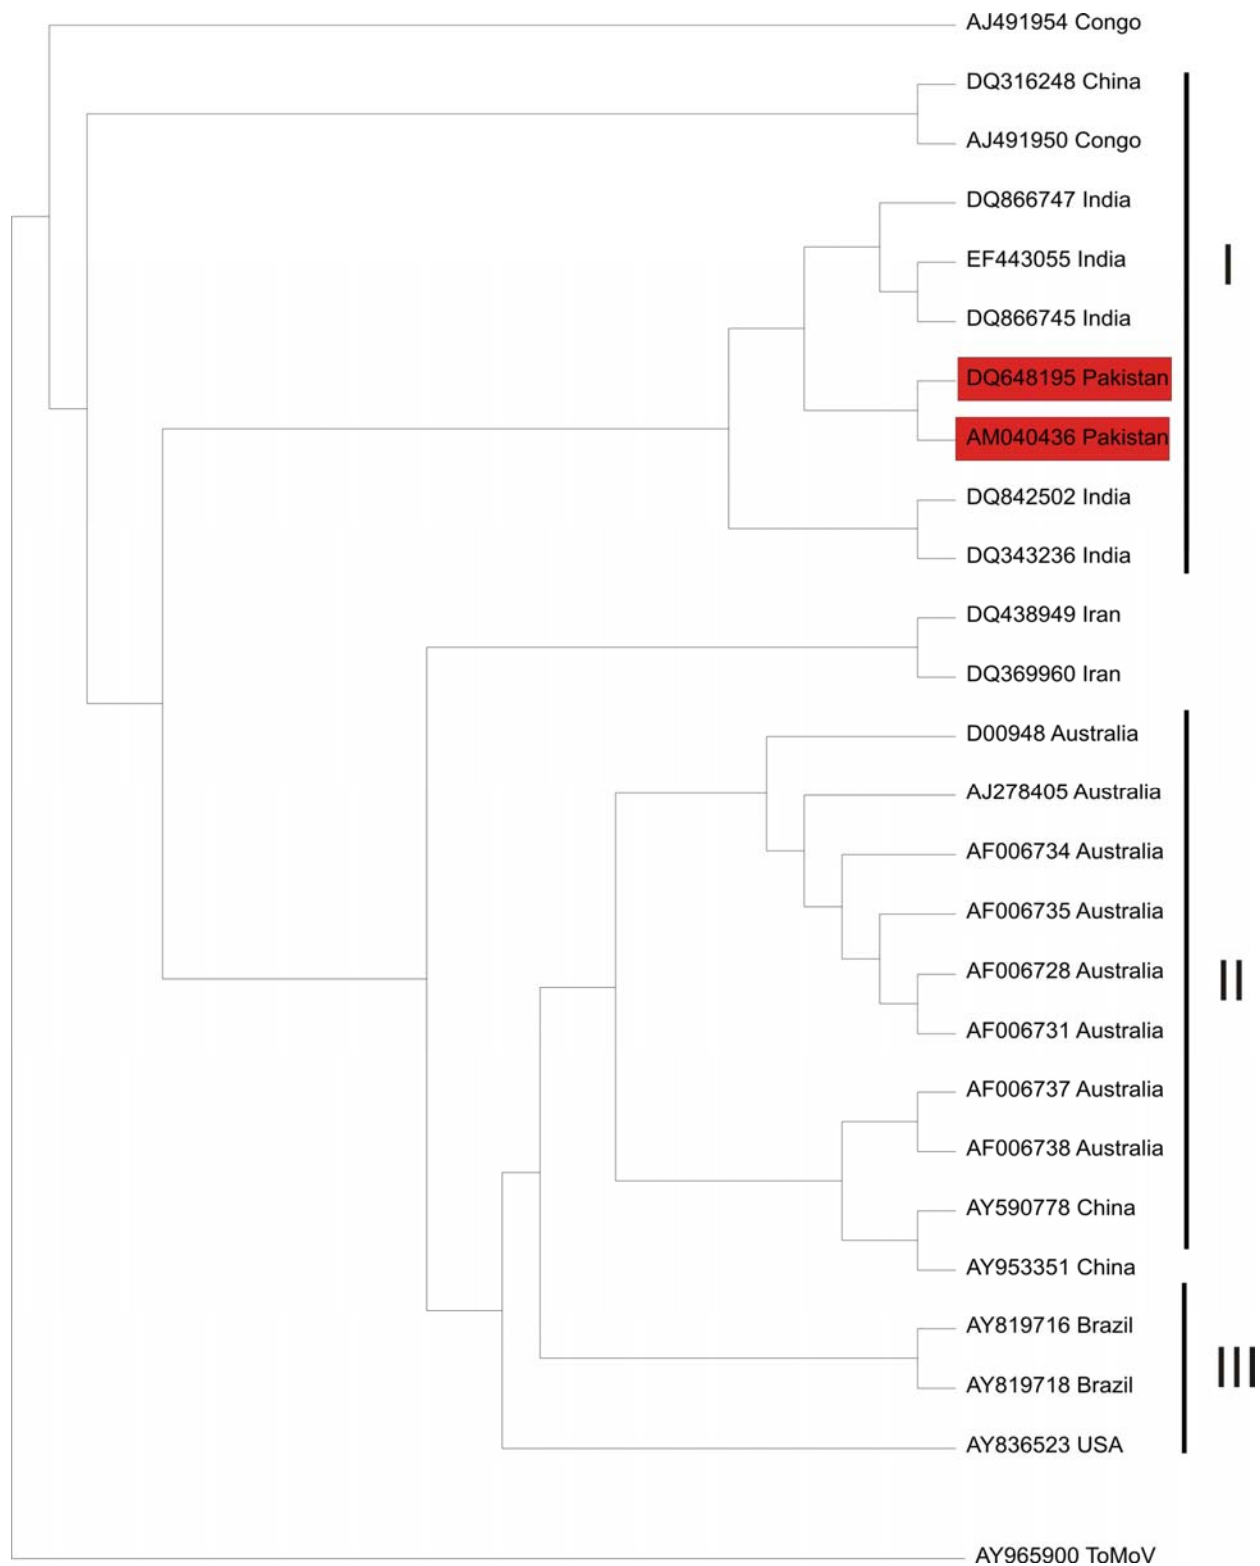 AJ491954 Congo
DQ316248 China
AJ491950 Congo
DQ866747 India
EF443055 India
I
DQ866745 India
DQ648195 Pakistan
AM040436 Pakistan
DQ842502 India
DQ343236 India
DQ438949 Iran
DQ369960 Iran
D00948 Australia
AJ278405 Australia
AF006734 Australia
AF006735 Australia
AF006728 Australia
II
AF006731 Australia
AF006737 Australia
AF006738 Australia
AY590778 China
AY953351 China
AY819716 Brazil
III
AY819718 Brazil
AY836523 USA
AY965900 ToMoV